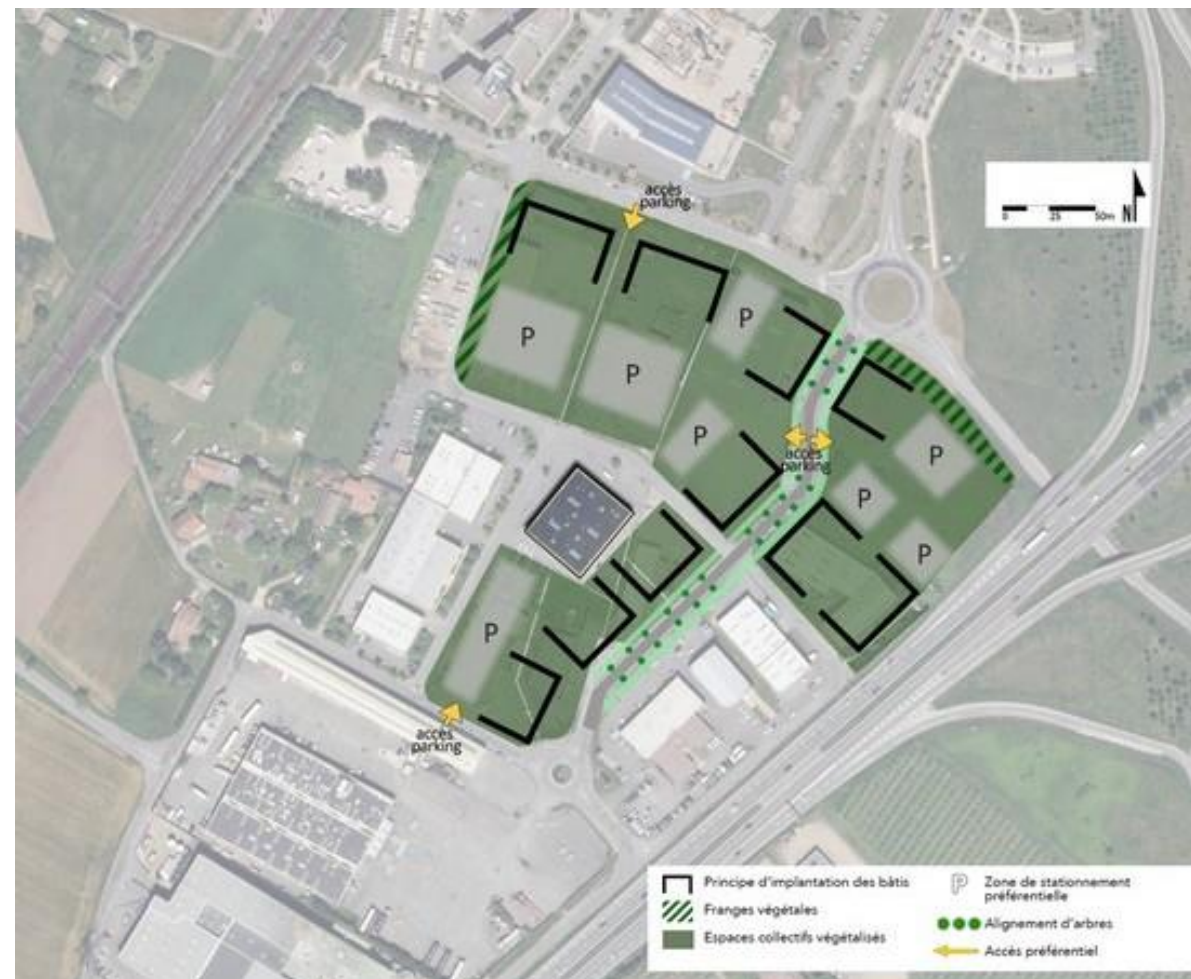 accès
parking
0 25 50m N
P
P
P
P
accès
parking
P
P
P
P
accès
parking
Principe d'implantation des bâtis
Franges végétales
Espaces collectifs végétalisés
P Zone de stationnement
préférentielle
Alignement d'arbres
Accès préférentiel